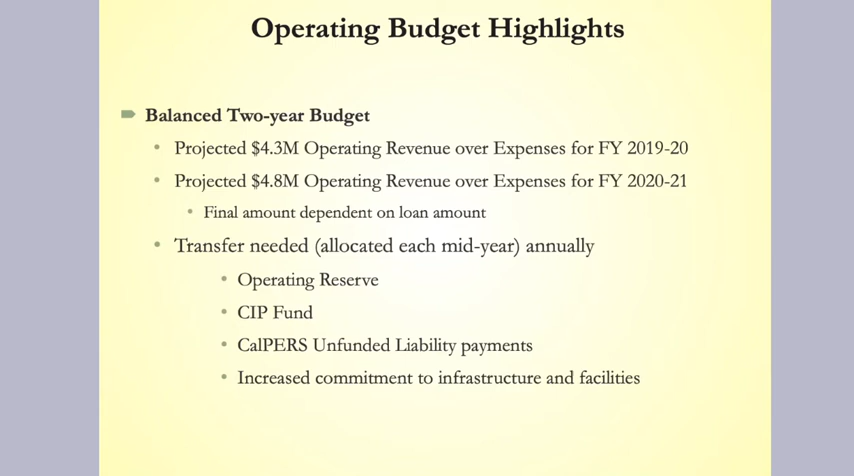 Operating Budget Highlights
Balanced Two-year Budget
Projected $4.3M Operating Revenue over Expenses for FY 2019-20
Projected $4.8M Operating Revenue over Expenses for FY 2020-21
Final amount dependent on loan amount
Transfer needed (allocated each mid-year) annually
Operating Reserve
CIP Fund
CalPERS Unfunded Liability payments
Increased commitment to infrastructure and facilities